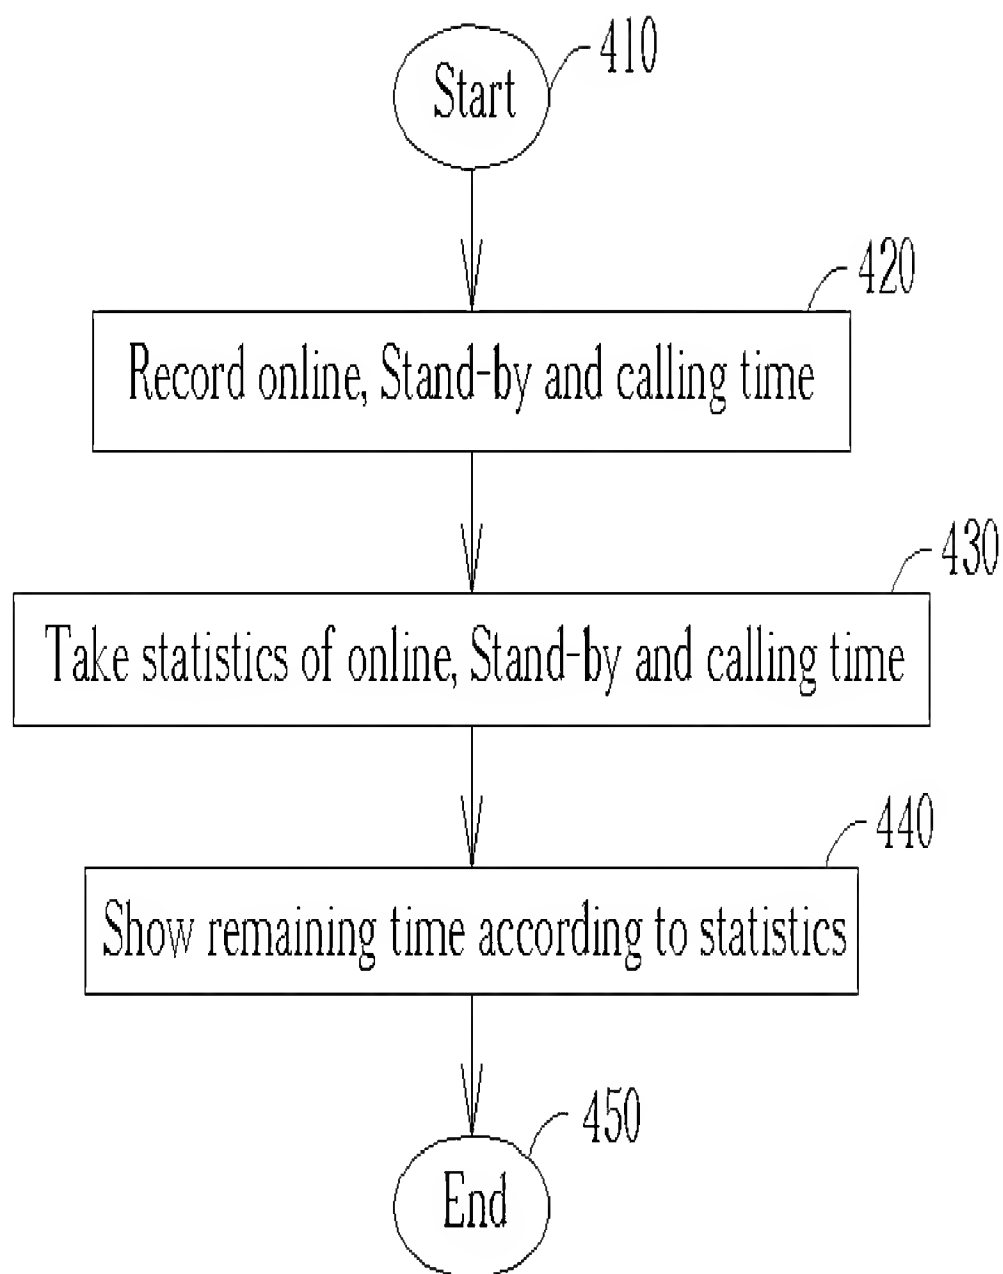 410
Start
420
Record online, Stand-by and calling time
430
Take statistics of online, Stand-by and calling time
440
Show remaining time according to statistics
450
End